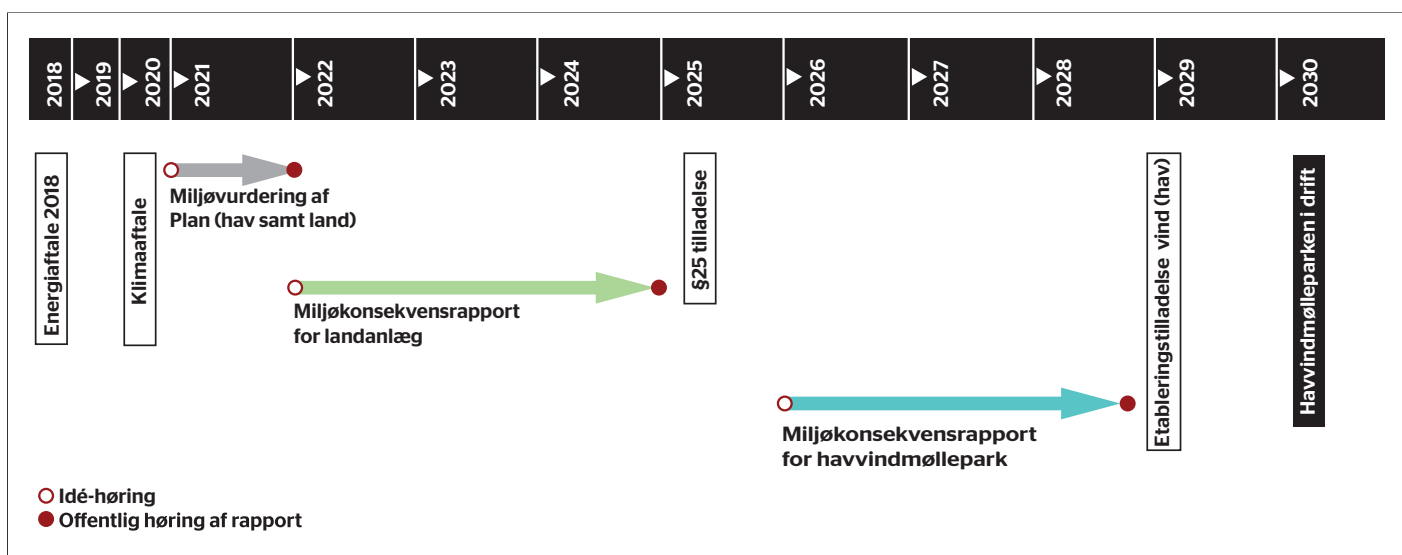 2018
2019
2020
2021
2022
2023
2024
2025
2026
2027
2028
2029
2030
Energiaftale 2018
Klimaaftale
Miljøvurdering af
Plan (hav samt land)
Miljøkonsekvensrapport
for landanlæg
§25 tilladelse
Miljøkonsekvensrapport
for havvindmøllepark
Etableringstilladelse vind (hav)
Havvindmølleparken i drift
Idé-høring
Offentlig høring af rapport